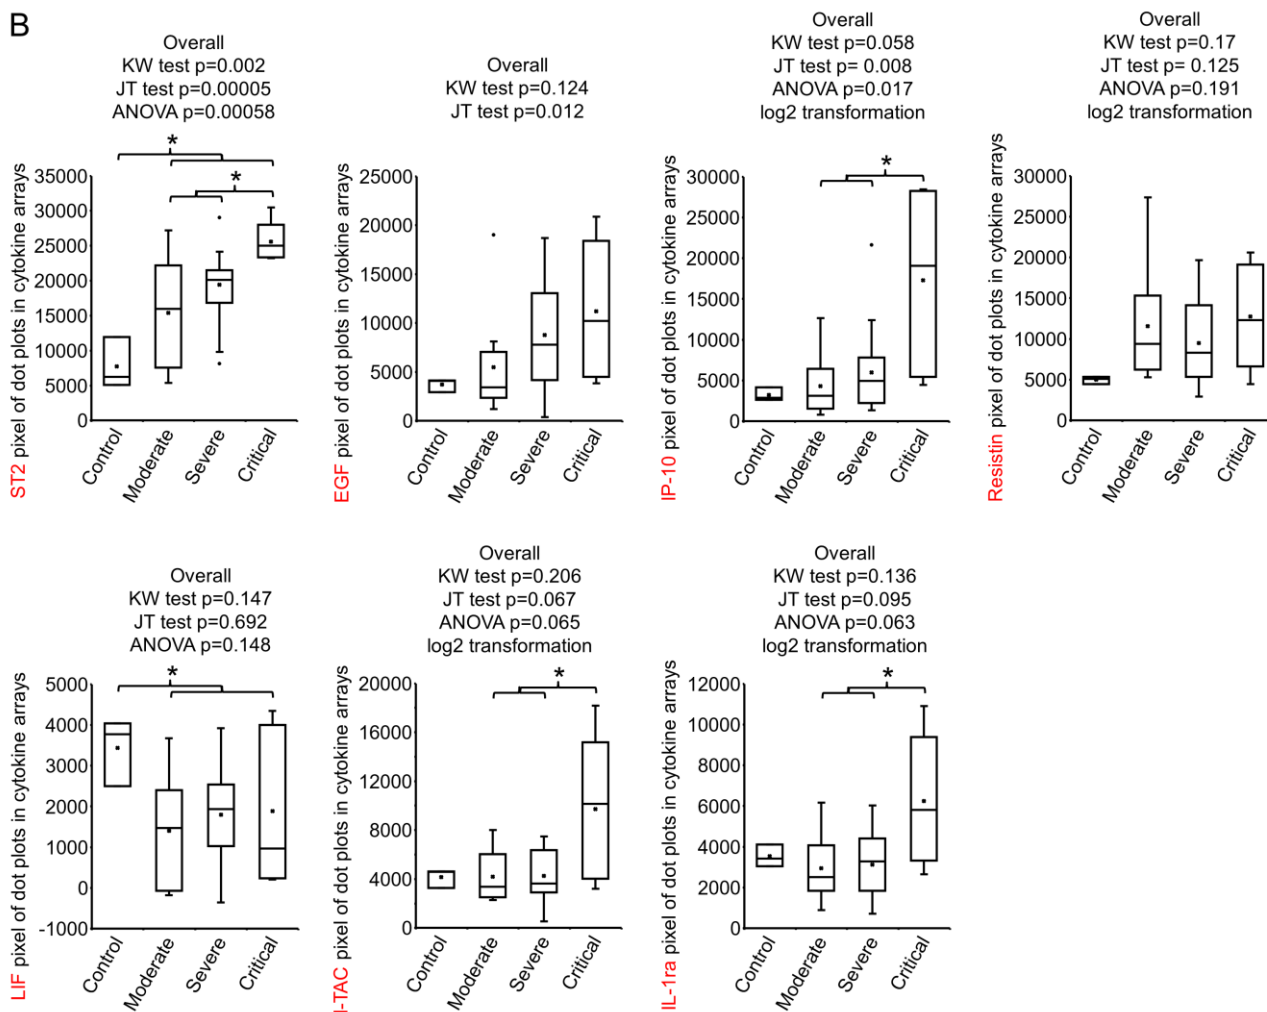 B
Overall
KW test p=0.002
JT test p=0.00005
ANOVA p=0.00058
*
*
ST2 pixel of dot plots in cytokine arrays
35000
30000
25000
20000
15000
10000
5000
0
Control
Moderate
Severe
Critical
Overall
KW test p=0.124
JT test p=0.012
EGF pixel of dot plots in cytokine arrays
25000
20000
15000
10000
5000
0
Control
Moderate
Severe
Critical
Overall
KW test p=0.058
JT test p= 0.008
ANOVA p=0.017
log2 transformation
*
IP-10 pixel of dot plots in cytokine arrays
30000
25000
20000
15000
10000
5000
0
Control
Moderate
Severe
Critical
Overall
KW test p=0.17
JT test p= 0.125
ANOVA p=0.191
log2 transformation
Resistin pixel of dot plots in cytokine arrays
30000
25000
20000
15000
10000
5000
0
Control
Moderate
Severe
Critical
Overall
KW test p=0.147
JT test p=0.692
ANOVA p=0.148
*
LIF pixel of dot plots in cytokine arrays
5000
4000
3000
2000
1000
0
-1000
Control
Moderate
Severe
Critical
Overall
KW test p=0.206
JT test p=0.067
ANOVA p=0.065
log2 transformation
*
I-TAC pixel of dot plots in cytokine arrays
20000
16000
12000
8000
4000
0
Control
Moderate
Severe
Critical
Overall
KW test p=0.136
JT test p=0.095
ANOVA p=0.063
log2 transformation
*
IL-1ra pixel of dot plots in cytokine arrays
12000
10000
8000
6000
4000
2000
0
Control
Moderate
Severe
Critical